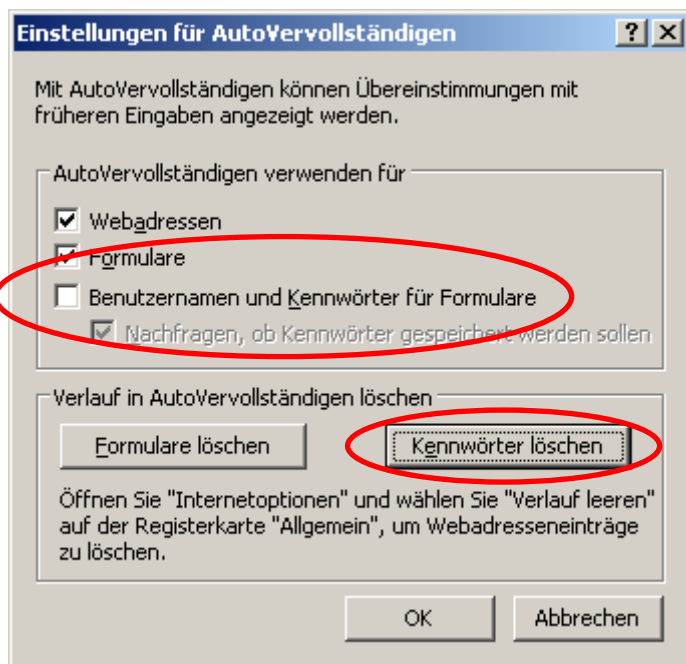 Einstellungen für AutoVervollständigen
Mit AutoVervollständigen können Übereinstimmungen mit
früheren Eingaben angezeigt werden.
AutoVervollständigen verwenden für
Webadressen
Formulare
Benutzernamen und Kennwörter für Formulare
Nachfragen, ob Kennwörter gespeichert werden sollen
Verlauf in AutoVervollständigen löschen
Formulare löschen Kennwörter löschen
Öffnen Sie "Internetoptionen" und wählen Sie "Verlauf leeren"
auf der Registerkarte "Allgemein", um Webadresseneinträge
zu löschen.
OK Abbrechen